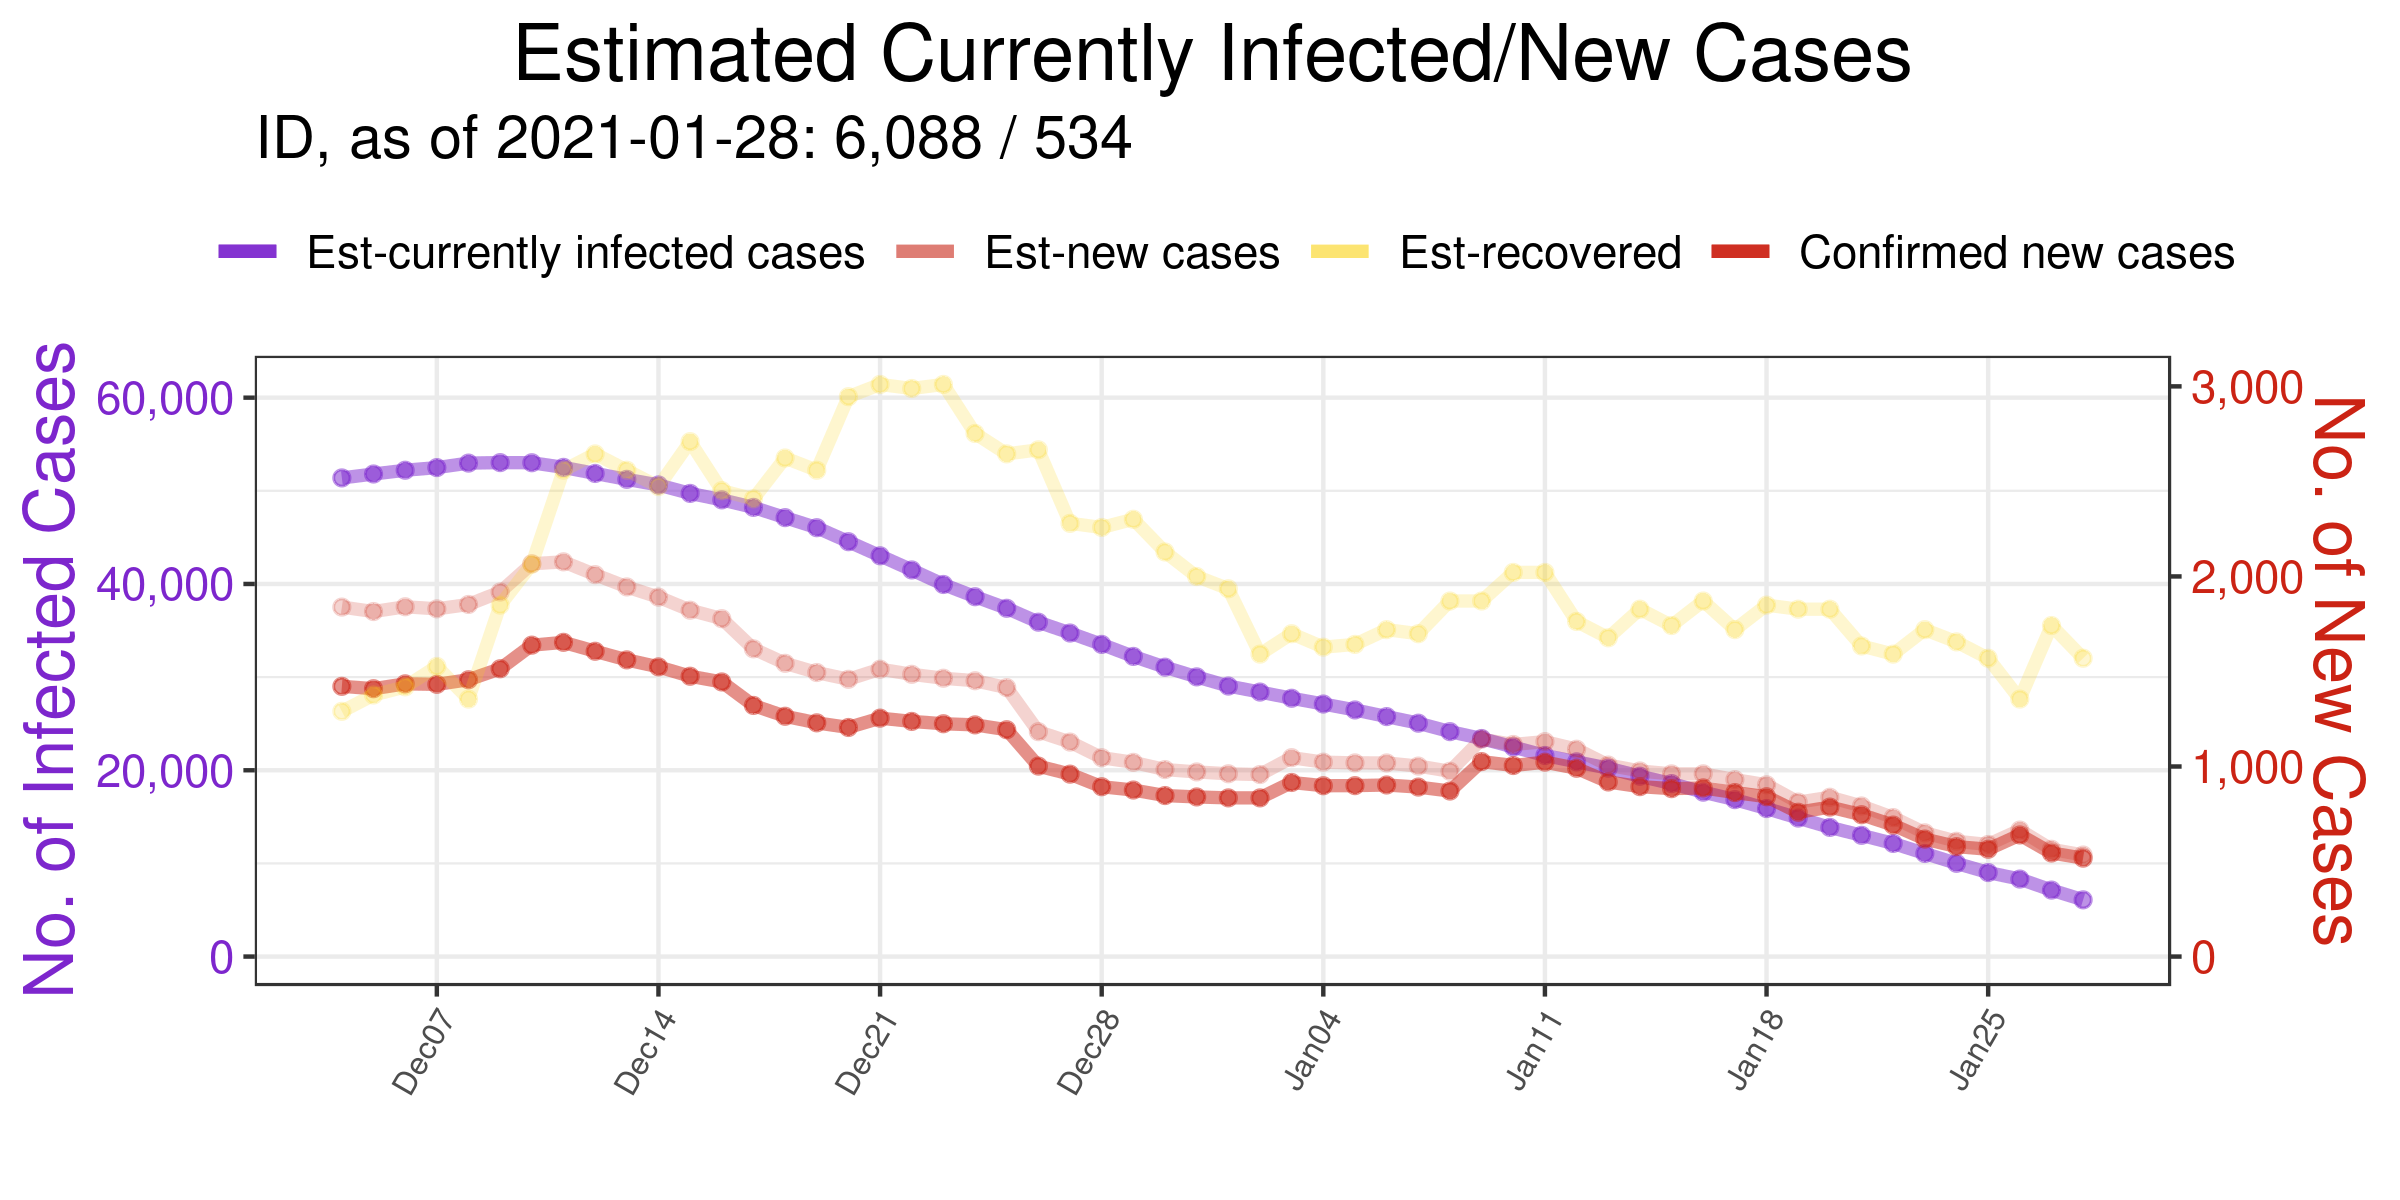 Estimated Currently Infected/New Cases
ID, as of 2021-01-28: 6,088 / 534
Est-currently infected cases Est-new cases Est-recovered Confirmed new cases
No. of Infected Cases
60,000
40,000
20,000
0
3,000
2,000
1,000
0
No. of New Cases
Dec07 Dec14 Dec21 Dec28 Jan04 Jan11 Jan18 Jan25